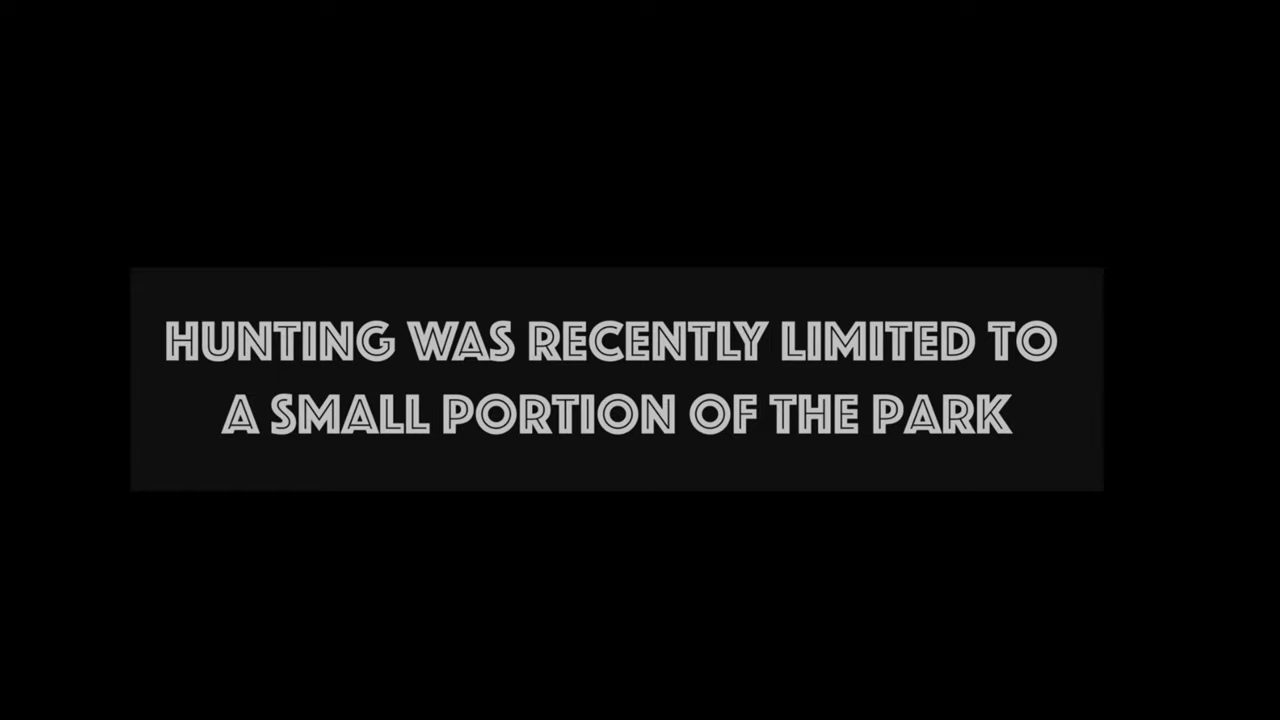 HUNTING WAS RECENTLY LIMITED TO
A SMALL PORTION OF THE PARK